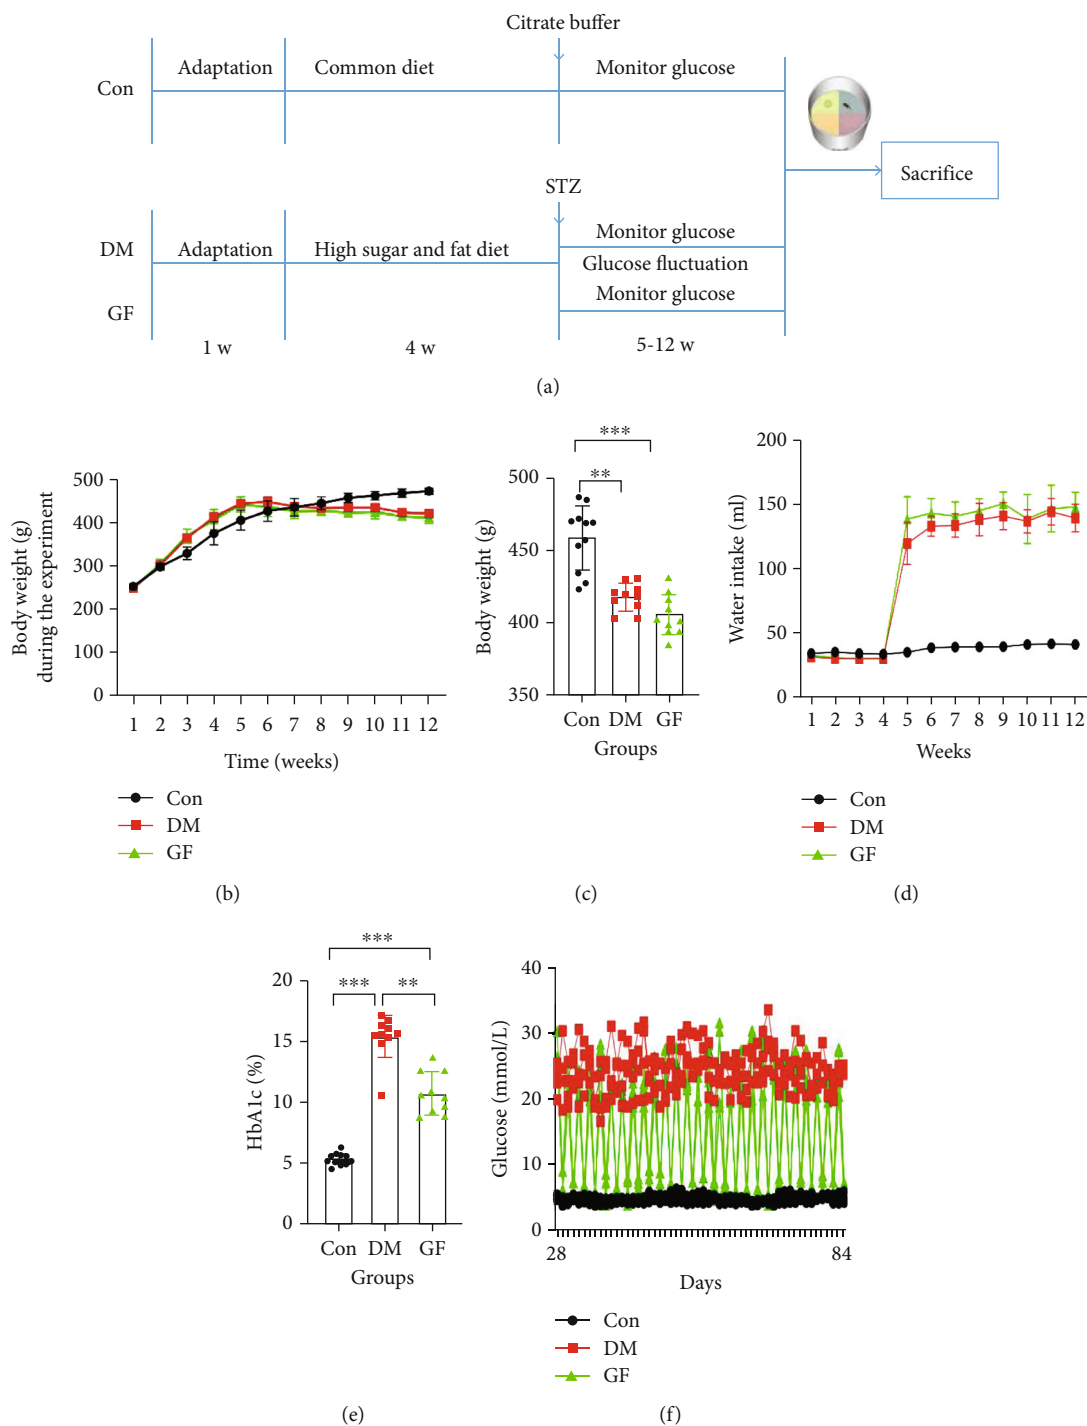 Citrate buffer
Adaptation Common diet Monitor glucose
Con
Sacrifice
STZ
Monitor glucose
DM Adaptation High sugar and fat diet
Glucose fluctuation
Monitor glucose
GF
1 w 4 w 5-12 w
(a)
Body weight (g)
during the experiment
500
400
300
200
100
0
1 2 3 4 5 6 7 8 9 10 11 12
Time (weeks)
Con
DM
GF
(b)
Body weight (g)
***
**
500
450
400
350
Con DM GF
Groups
(c)
Water intake (ml)
200
150
100
50
0
1 2 3 4 5 6 7 8 9 10 11 12
Weeks
Con
DM
GF
(d)
HbA1c (%)
***
*** **
20
15
10
5
0
Con DM GF
Groups
(e)
Glucose (mmol/L)
40
30
20
10
0
28 84
Days
Con
DM
GF
(f)